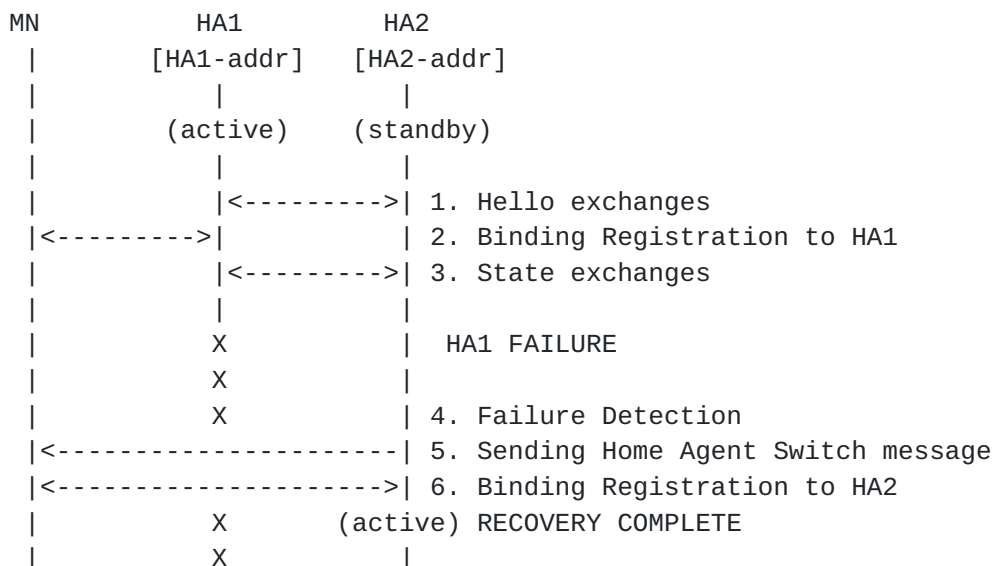 MN          HA1         HA2
 |       [HA1-addr]   [HA2-addr]
 |           |           |
 |        (active)    (standby)
 |           |           |
 |           |<--------->| 1. Hello exchanges
 |<--------->|           | 2. Binding Registration to HA1
 |           |<--------->| 3. State exchanges
 |           |           |
 |           X           |  HA1 FAILURE
 |           X           |
 |           X           | 4. Failure Detection
 |<----------------------| 5. Sending Home Agent Switch message
 |<--------------------->| 6. Binding Registration to HA2
 |           X       (active) RECOVERY COMPLETE
 |           X           |